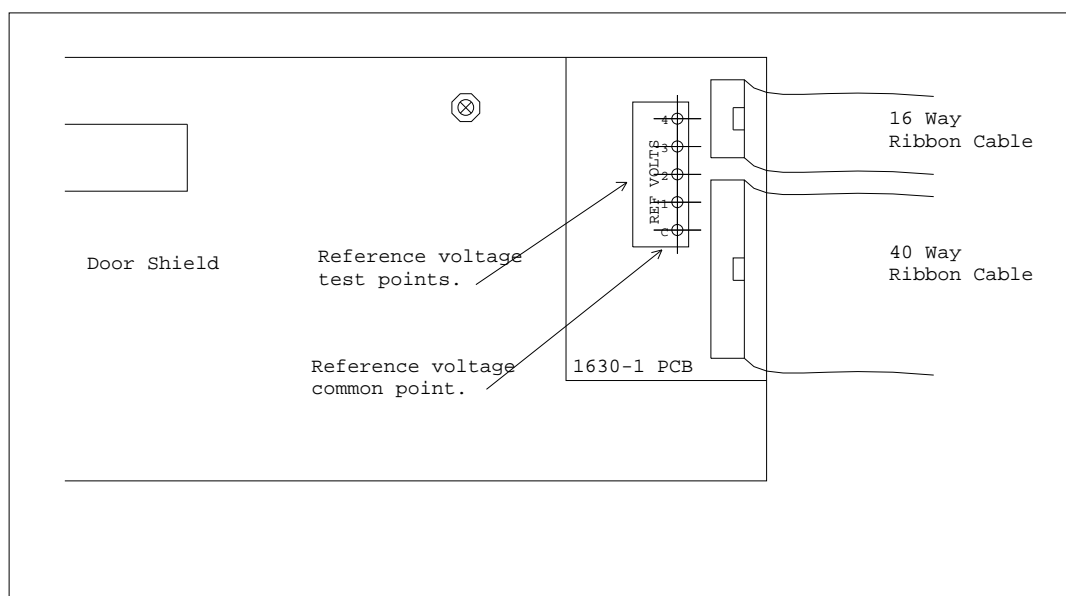 16 Way
Ribbon Cable
4
3
2
1
C
REF VOLTS
Door Shield
Reference voltage
test points.
40 Way
Ribbon Cable
Reference voltage
common point.
1630-1 PCB